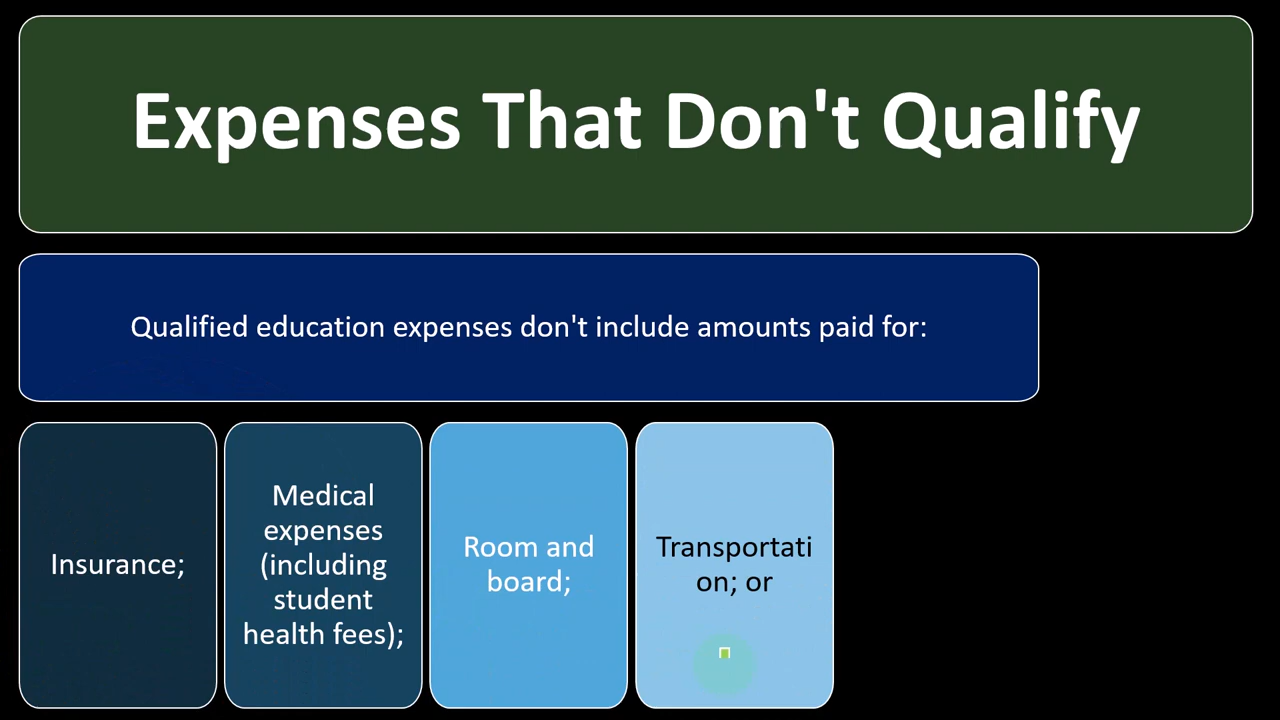 Expenses That Don't Qualify
Qualified education expenses don't include amounts paid for:
Insurance;
Medical
expenses
(including
student
health fees);
Room and
board;
Transportati
on; or